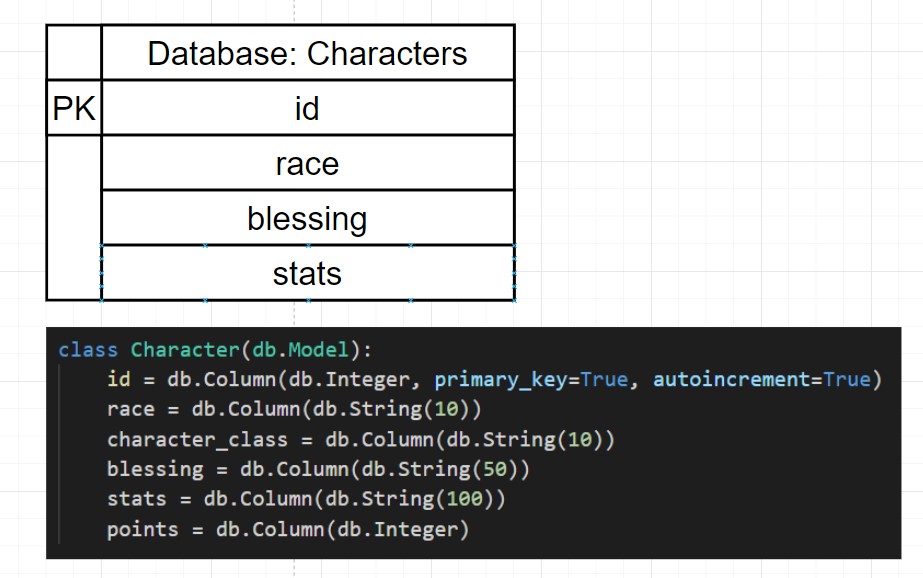 Database: Characters
PK id
race
blessing
stats
class Character(db.Model):
id = db.Column(db.Integer, primary_key=True, autoincrement=True)
race = db.Column(db.String(10))
character_class = db.Column(db.String(10))
blessing = db.Column(db.String(50))
stats = db.Column(db.String(100))
points = db.Column(db.Integer)